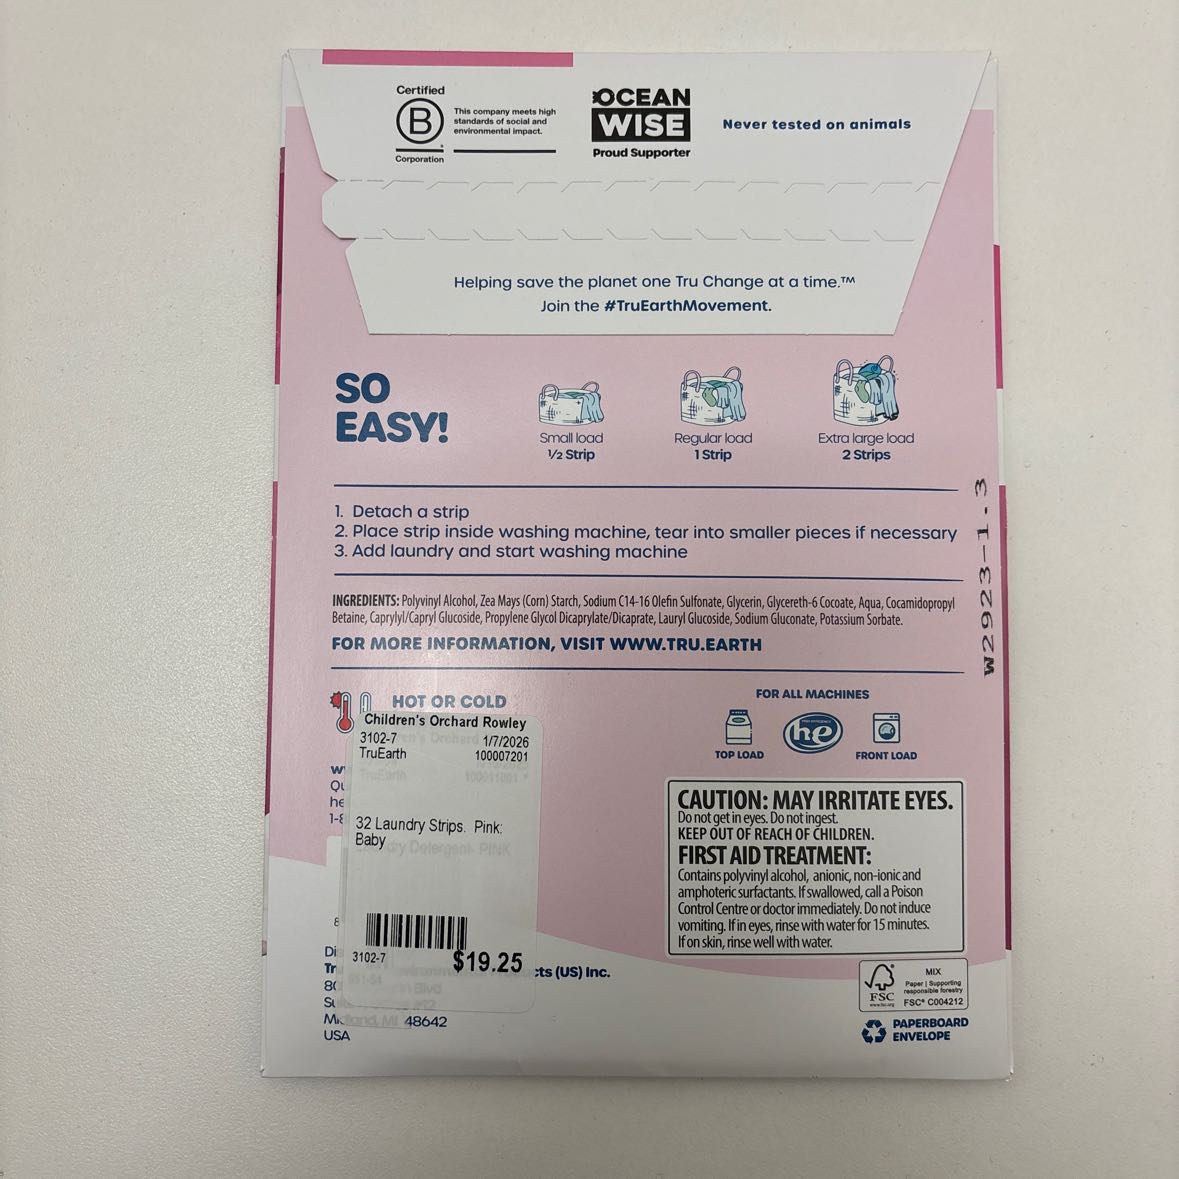 Certified
B
Corporation
This company meets high
standards of social and
environmental impact.
OCEAN
WISE
Proud Supporter
Never tested on animals
Helping save the planet one Tru Change at a time.™
Join the #TruEarthMovement.
SO
EASY!
Small load
½ Strip
Regular load
1 Strip
Extra large load
2 Strips
1. Detach a strip
2. Place strip inside washing machine, tear into smaller pieces if necessary
3. Add laundry and start washing machine
W2923-1.3
INGREDIENTS: Polyvinyl Alcohol, Zea Mays (Corn) Starch, Sodium C14-16 Olefin Sulfonate, Glycerin, Glycereth-6 Cocoate, Aqua, Cocamidopropyl
Betaine, Caprylyl/Capryl Glucoside, Propylene Glycol Dicaprylate/Dicaprate, Lauryl Glucoside, Sodium Gluconate, Potassium Sorbate.
FOR MORE INFORMATION, VISIT WWW.TRU.EARTH
HOT OR COLD
Children's Orchard Rowley
3102-7 1/7/2026
TruEarth 100007201
32 Laundry Strips. Pink:
Baby
3102-7 $19.25
(US) Inc.
48642
USA
FOR ALL MACHINES
TOP LOAD
HIGH EFFICIENCY
he
FRONT LOAD
CAUTION: MAY IRRITATE EYES.
Do not get in eyes. Do not ingest.
KEEP OUT OF REACH OF CHILDREN.
FIRST AID TREATMENT:
Contains polyvinyl alcohol, anionic, non-ionic and
amphoteric surfactants. If swallowed, call a Poison
Control Centre or doctor immediately. Do not induce
vomiting. If in eyes, rinse with water for 15 minutes.
If on skin, rinse well with water.
FSC
www.fsc.org
MIX
Paper | Supporting
responsible forestry
FSC® C004212
PAPERBOARD
ENVELOPE